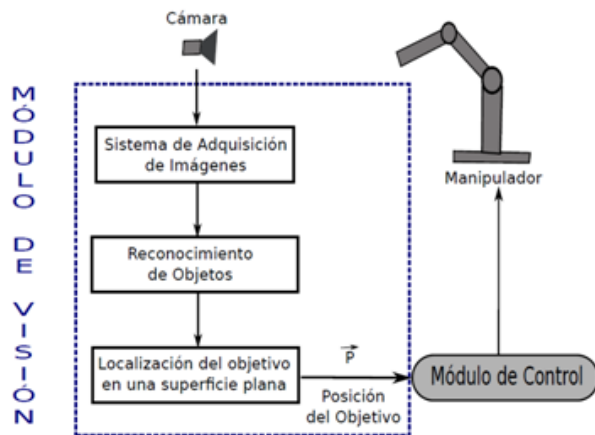 Cámara
MÓDULO DE VISIÓN
Sistema de Adquisición
de Imágenes
Manipulador
Reconocimiento
de Objetos
Localización del objetivo
en una superficie plana
P
Posición
del Objetivo
Módulo de Control